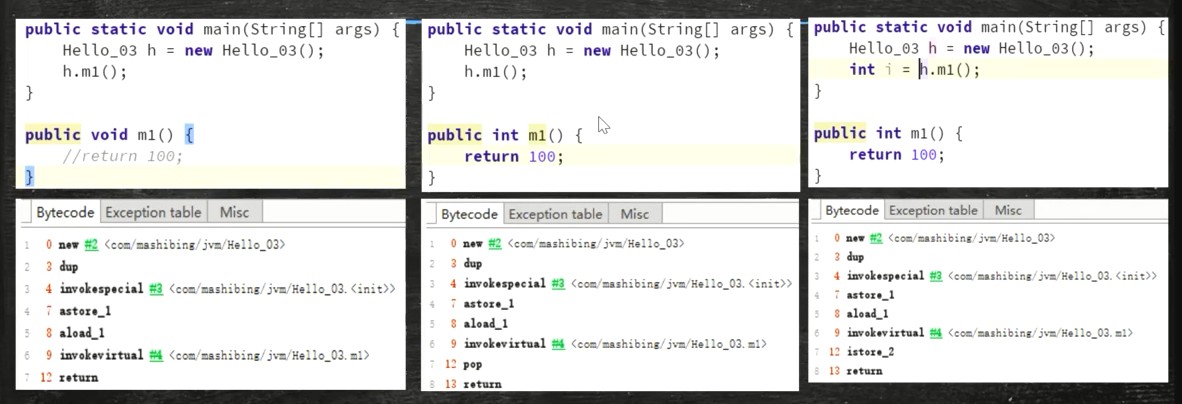 public static void main(String[] args) {
Hello_03 h = new Hello_03();
h.m1();
}
public void m1() {
//return 100;
}
Bytecode Exception table Misc
1 0 new #2 <com/mashibing/jvm/Hello_03>
2 3 dup
3 4 invokespecial #3 <com/mashibing/jvm/Hello_03.<init>>
4 7 astore_1
5 8 aload_1
6 9 invokevirtual #4 <com/mashibing/jvm/Hello_03.m1>
7 12 return
public static void main(String[] args) {
Hello_03 h = new Hello_03();
h.m1();
}
public int m1() {
return 100;
}
Bytecode Exception table Misc
1 0 new #2 <com/mashibing/jvm/Hello_03>
2 3 dup
3 4 invokespecial #3 <com/mashibing/jvm/Hello_03.<init>>
4 7 astore_1
5 8 aload_1
6 9 invokevirtual #4 <com/mashibing/jvm/Hello_03.m1>
7 12 pop
8 13 return
public static void main(String[] args) {
Hello_03 h = new Hello_03();
int i = h.m1();
}
public int m1() {
return 100;
}
Bytecode Exception table Misc
1 0 new #2 <com/mashibing/jvm/Hello_03>
2 3 dup
3 4 invokespecial #3 <com/mashibing/jvm/Hello_03.<init>>
4 7 astore_1
5 8 aload_1
6 9 invokevirtual #4 <com/mashibing/jvm/Hello_03.m1>
7 12 istore_2
8 13 return